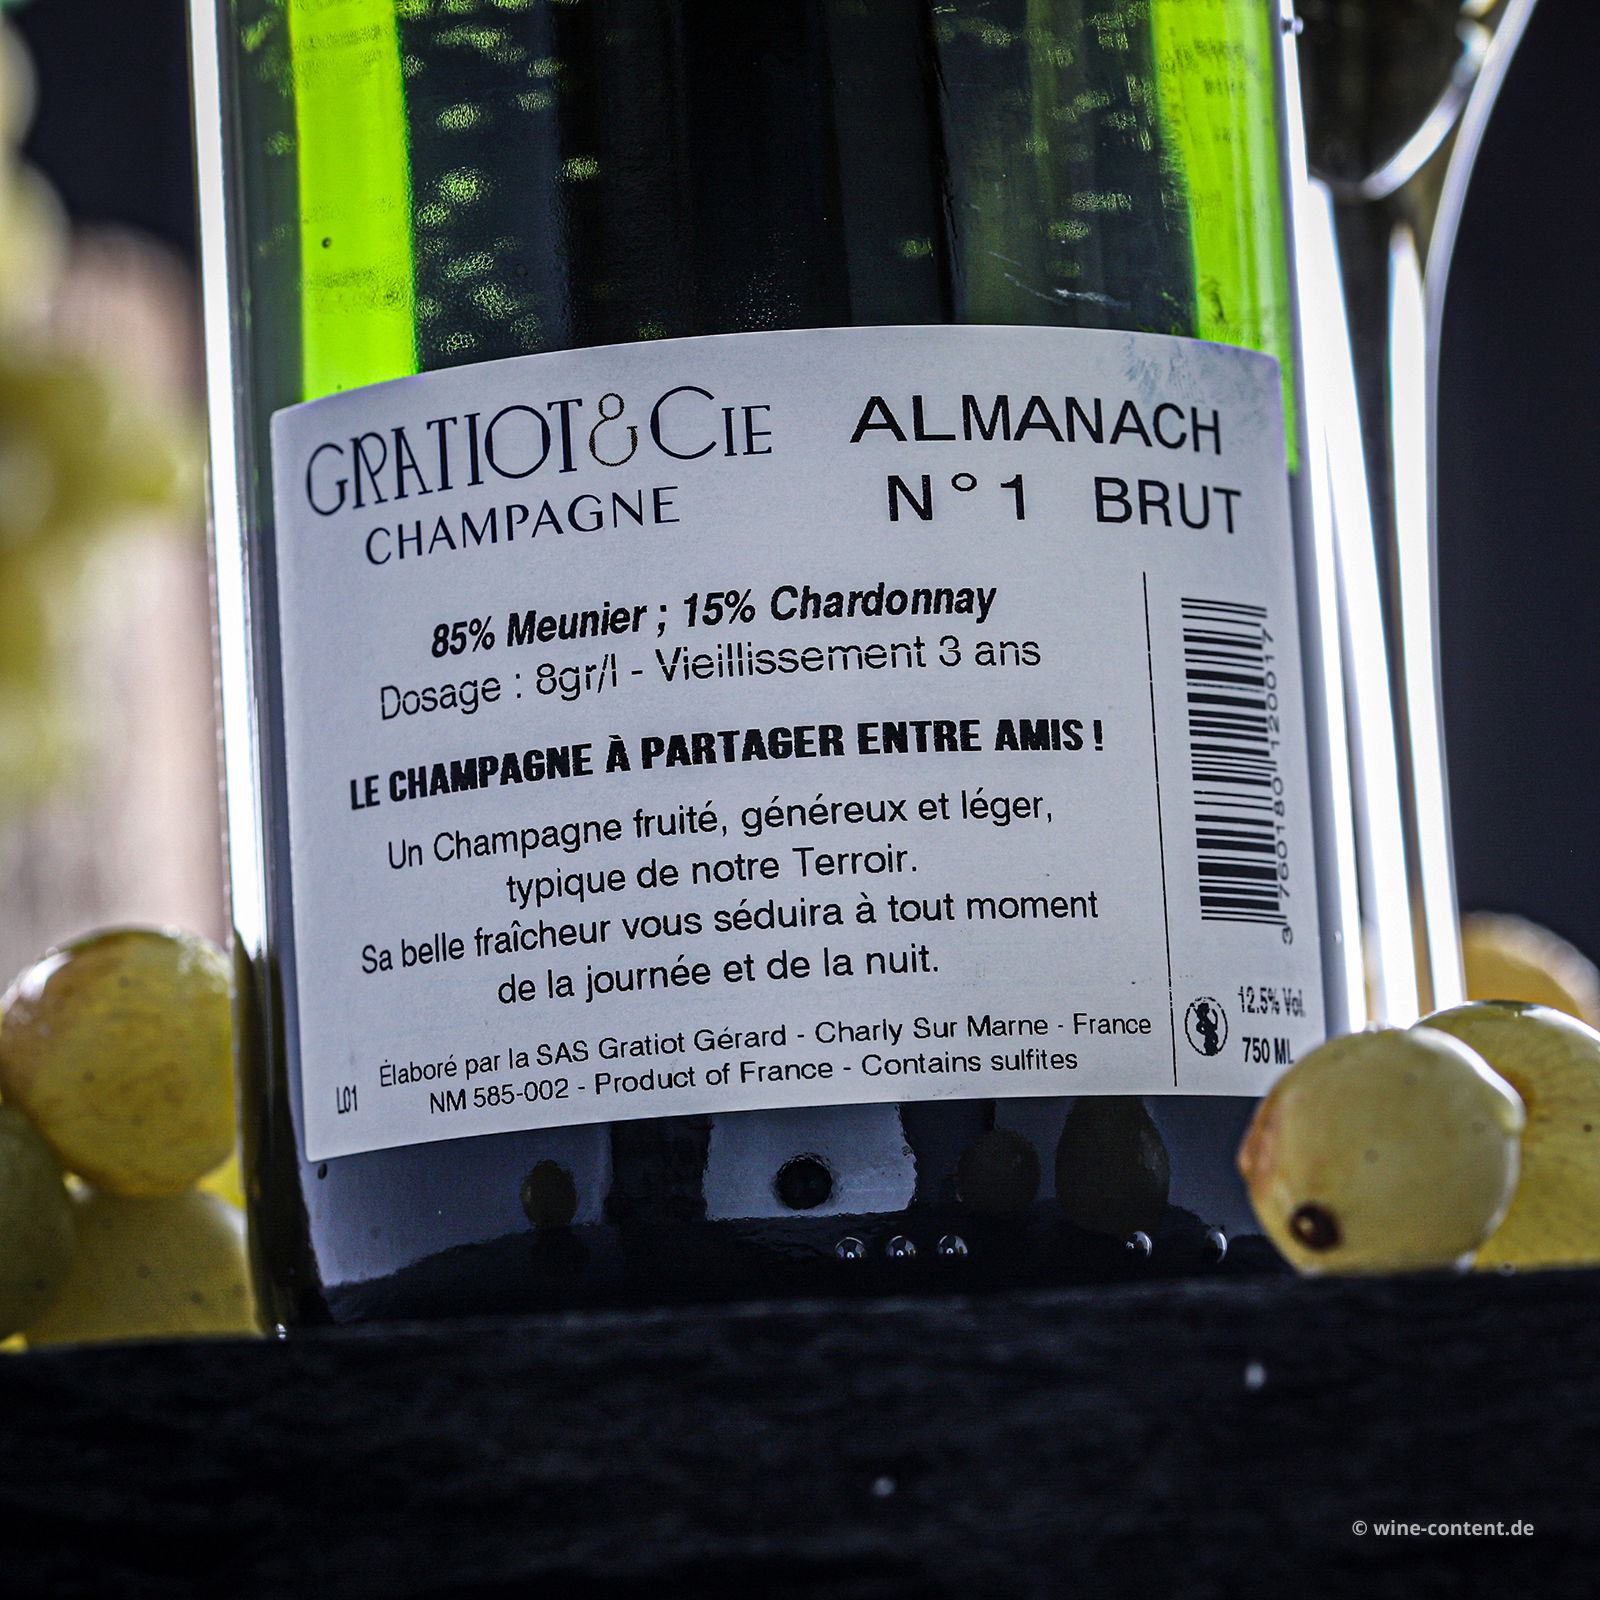 GRATIOT & CIE
CHAMPAGNE
ALMANACH
N°1 BRUT
85% Meunier ; 15% Chardonnay
Dosage : 8gr/l - Vieillissement 3 ans
LE CHAMPAGNE À PARTAGER ENTRE AMIS !
Un Champagne fruité, généreux et léger,
typique de notre Terroir.
Sa belle fraîcheur vous séduira à tout moment
de la journée et de la nuit.
Élaboré par la SAS Gratiot Gérard - Charly Sur Marne - France
NM 585-002 - Product of France - Contains sulfites
L01
3 760180 120017
12.5% Vol.
750 ML
© wine-content.de